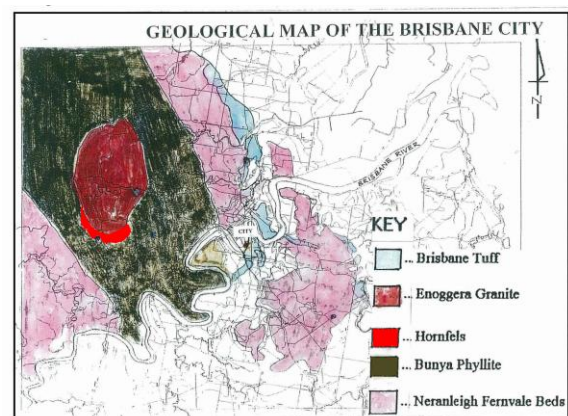 GEOLOGICAL MAP OF THE BRISBANE CITY
N
BRISBANE RIVER
CITY
KEY
... Brisbane Tuff
... Enoggera Granite
... Hornfels
... Bunya Phyllite
... Neranleigh Fernvale Beds